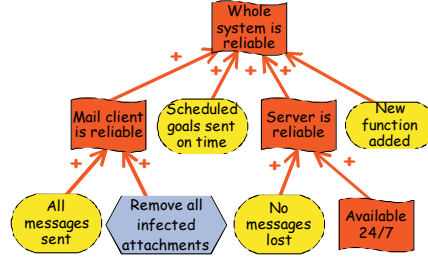 Whole
system is
reliable
+
+
+
+
Mail client
is reliable
Scheduled
goals sent
on time
Server is
reliable
New
function
added
+
+
+
+
All
messages
sent
Remove all
infected
attachments
No
messages
lost
Available
24/7